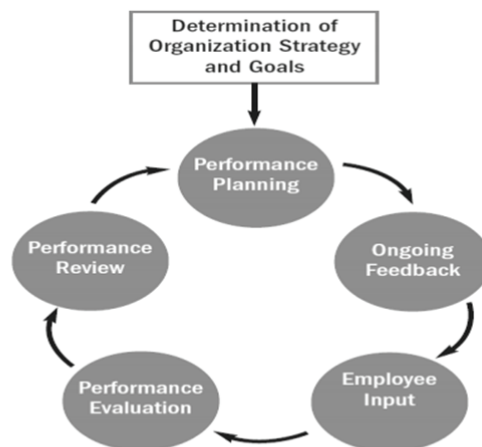 Determination of
Organization Strategy
and Goals
Performance
Planning
Ongoing
Feedback
Employee
Input
Performance
Evaluation
Performance
Review